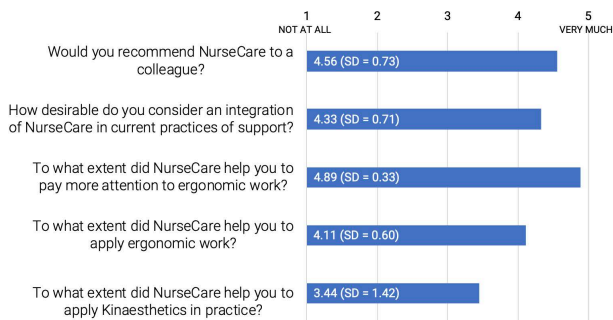 1 2 3 4 5
NOT AT ALL VERY MUCH
Would you recommend NurseCare to a
colleague?
4.56 (SD = 0.73)
How desirable do you consider an integration
of NurseCare in current practices of support?
4.33 (SD = 0.71)
To what extent did NurseCare help you to
pay more attention to ergonomic work?
4.89 (SD = 0.33)
To what extent did NurseCare help you to
apply ergonomic work?
4.11 (SD = 0.60)
To what extent did NurseCare help you to
apply Kinaesthetics in practice?
3.44 (SD = 1.42)